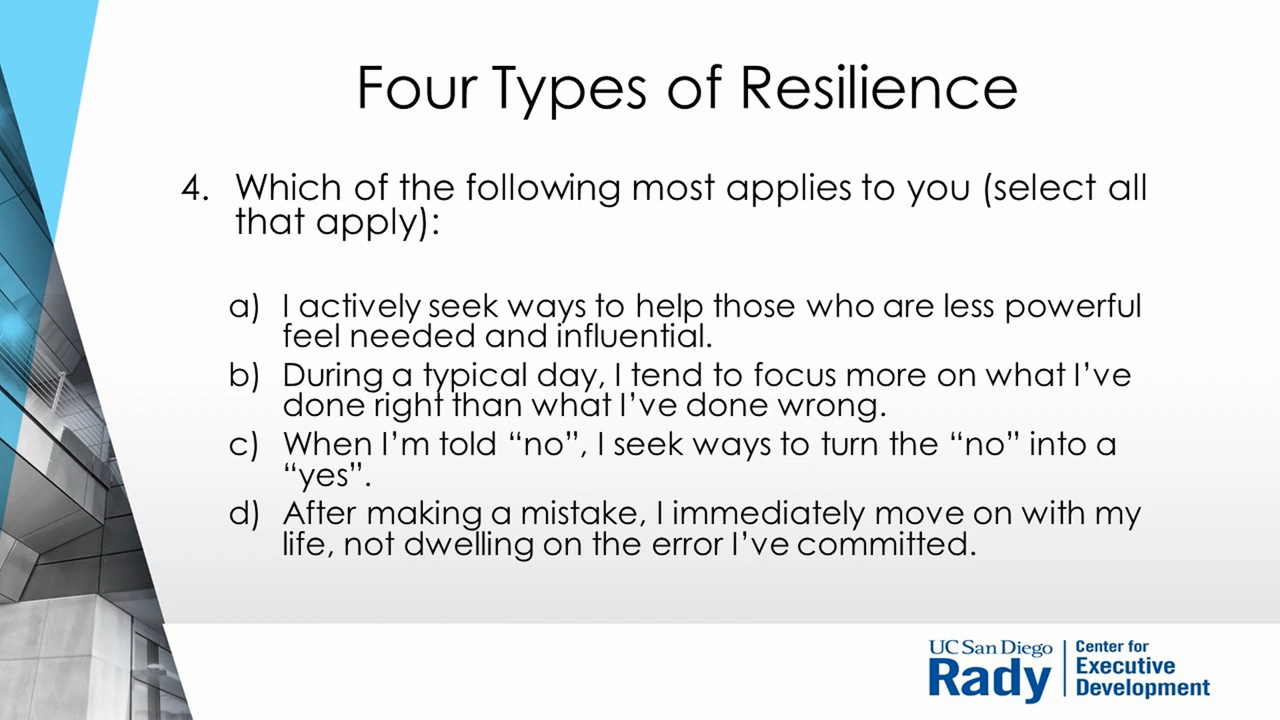 Four Types of Resilience
4. Which of the following most applies to you (select all
that apply):
a) I actively seek ways to help those who are less powerful
feel needed and influential.
b) During a typical day, I tend to focus more on what I’ve
done right than what I’ve done wrong.
c) When I’m told “no”, I seek ways to turn the “no” into a
“yes”.
d) After making a mistake, I immediately move on with my
life, not dwelling on the error I’ve committed.
UC San Diego
Rady
Center for
Executive
Development